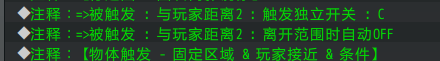 ◆注释：=>被触发 : 与玩家距离2 : 触发独立开关 : C
◆注释：=>被触发 : 与玩家距离2 : 离开范围时自动OFF
◆注释：【物体触发 - 固定区域 & 玩家接近 & 条件】